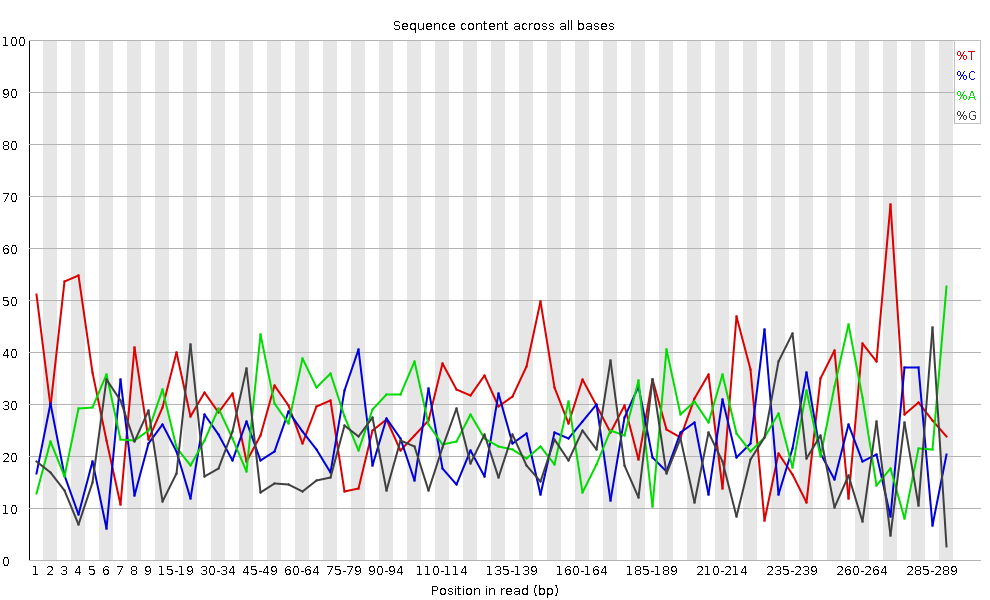 Sequence content across all bases
100
90
80
70
60
50
40
30
20
10
0
%T
%C
%A
%G
1 2 3 4 5 6 7 8 9 15-19 30-34 45-49 60-64 75-79 90-94 110-114 135-139 160-164 185-189 210-214 235-239 260-264 285-289
Position in read (bp)